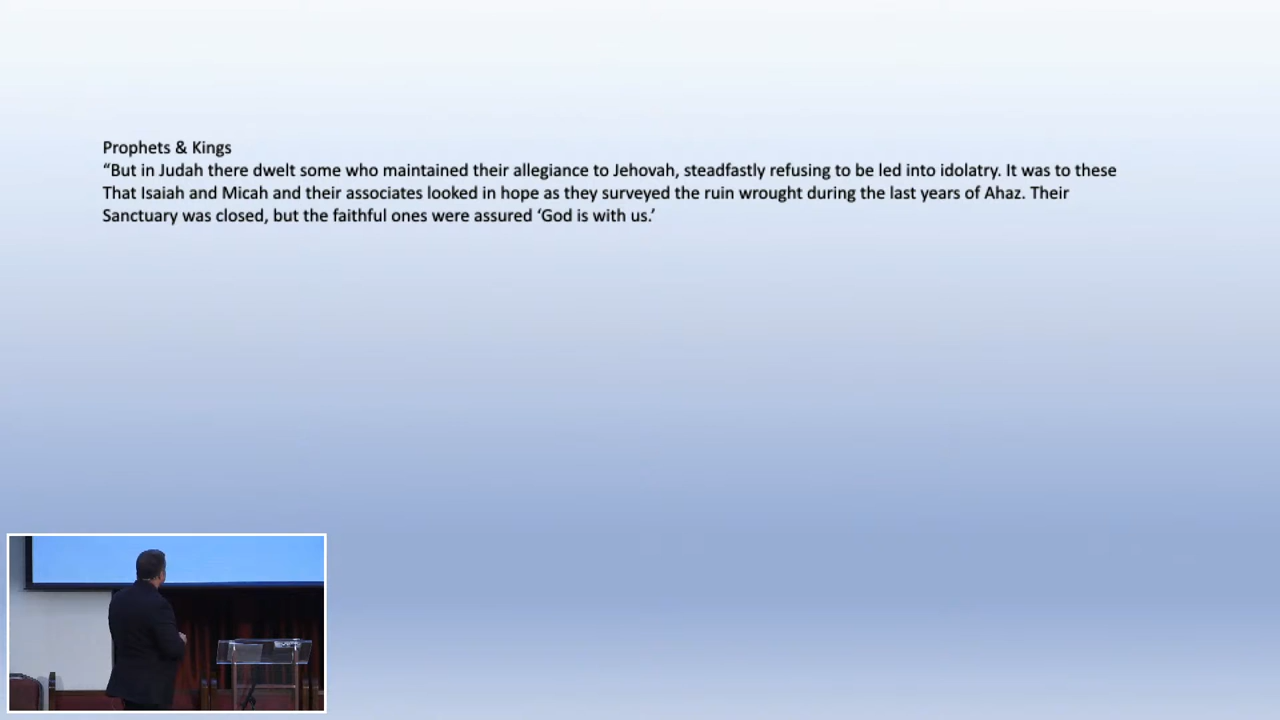 Prophets & Kings
“But in Judah there dwelt some who maintained their allegiance to Jehovah, steadfastly refusing to be led into idolatry. It was to these
That Isaiah and Micah and their associates looked in hope as they surveyed the ruin wrought during the last years of Ahaz. Their
Sanctuary was closed, but the faithful ones were assured ‘God is with us.’